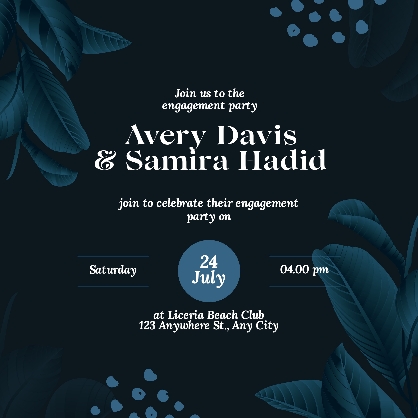 Join us to the
engagement party
Avery Davis
& Samira Hadid
join to celebrate their engagement
party on
Saturday
24
July
04.00 pm
at Liceria Beach Club
123 Anywhere St., Any City